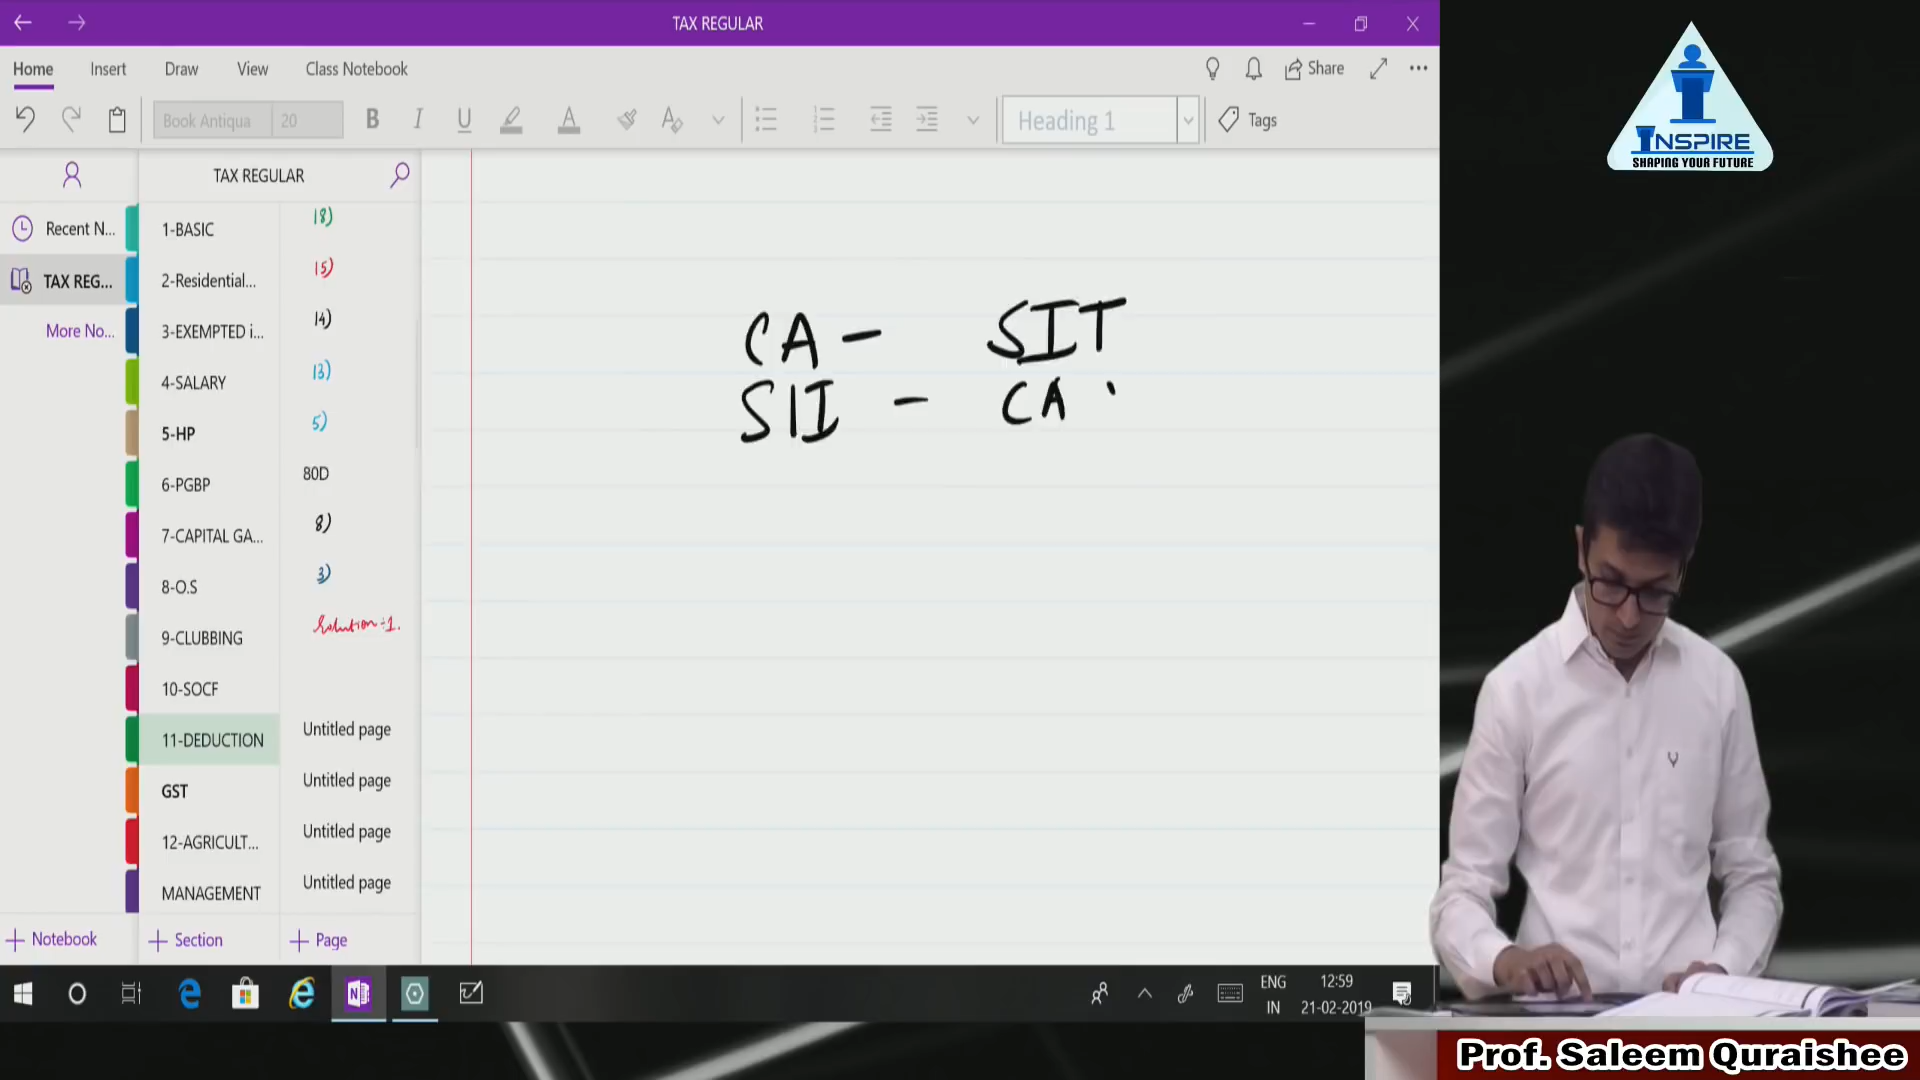 TAX REGULAR
Home Insert Draw View Class Notebook
Share
Book Antiqua 20 B I U A A Heading 1 Tags
TAX REGULAR
Recent N...
TAX REG...
More No...
1-BASIC
2-Residential...
3-EXEMPTED i...
4-SALARY
5-HP
6-PGBP
7-CAPITAL GA...
8-O.S
9-CLUBBING
10-SOCF
11-DEDUCTION
GST
12-AGRICULT...
MANAGEMENT
18)
15)
14)
13)
5)
80D
8)
3)
Solution:-1.
Untitled page
Untitled page
Untitled page
Untitled page
CA - SIT
SII - CA
+ Notebook + Section + Page
ENG
IN
12:59
21-02-2019
INSPIRE
SHAPING YOUR FUTURE
Prof. Saleem Quraishee